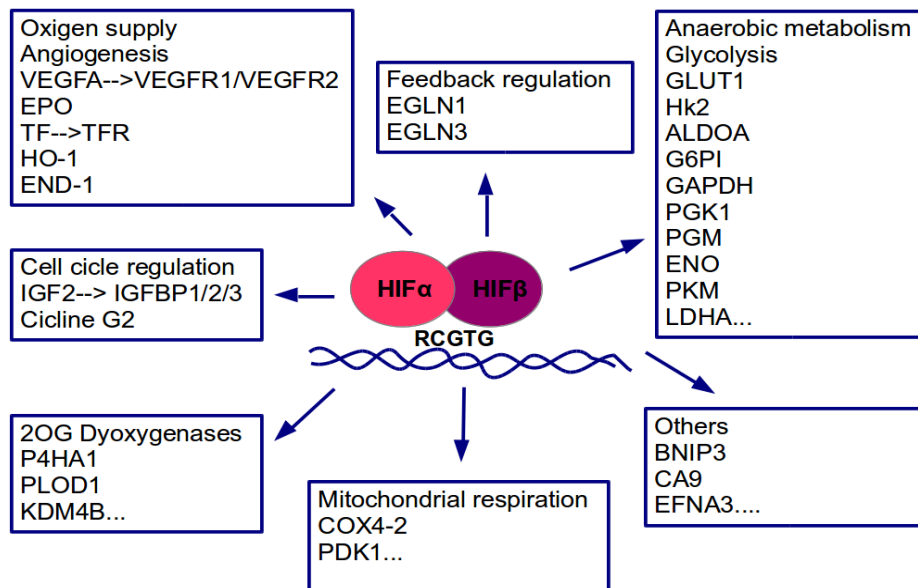 Oxigen supply
Angiogenesis
VEGFA-->VEGFR1/VEGFR2
EPO
TF-->TFR
HO-1
END-1
Feedback regulation
EGLN1
EGLN3
Anaerobic metabolism
Glycolysis
GLUT1
Hk2
ALDOA
G6PI
GAPDH
PGK1
PGM
ENO
PKM
LDHA...
Cell cicle regulation
IGF2--> IGFBP1/2/3
Cicline G2
HIFα HIFβ
RCGTG
2OG Dyoxygenases
P4HA1
PLOD1
KDM4B...
Mitochondrial respiration
COX4-2
PDK1...
Others
BNIP3
CA9
EFNA3....